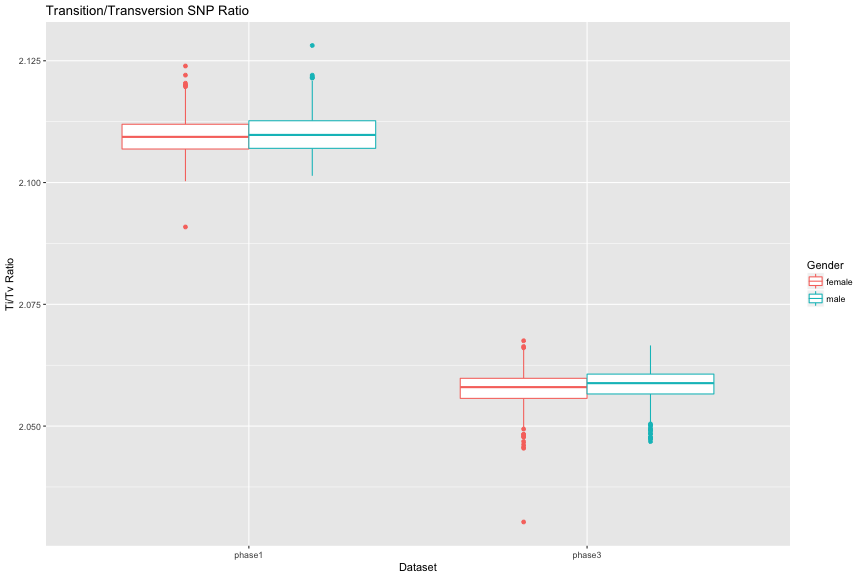 Transition/Transversion SNP Ratio
2.125
2.100
2.075
2.050
Ti/Tv Ratio
phase1
phase3
Dataset
Gender
female
male